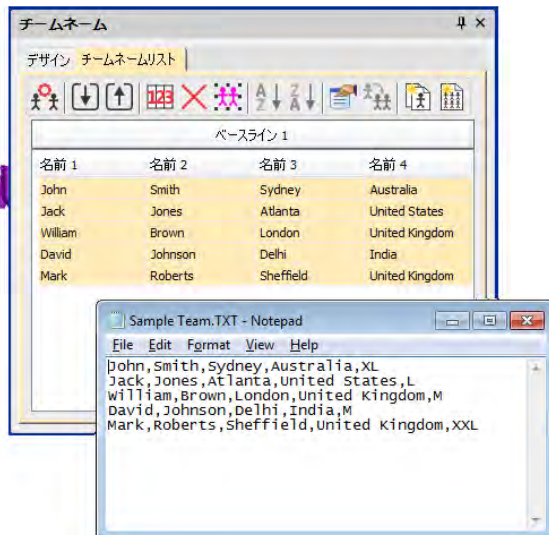 チームネーム
デザイン チームネームリスト
123 A Z Z A
ベースライン 1
名前 1 名前 2 名前 3 名前 4
John Smith Sydney Australia
Jack Jones Atlanta United States
William Brown London United Kingdom
David Johnson Delhi India
Mark Roberts Sheffield United Kingdom
Sample Team.TXT - Notepad
File Edit Format View Help
John,Smith,Sydney,Australia,XL
Jack,Jones,Atlanta,United States,L
William,Brown,London,United Kingdom,M
David,Johnson,Delhi,India,M
Mark,Roberts,Sheffield,United Kingdom,XXL